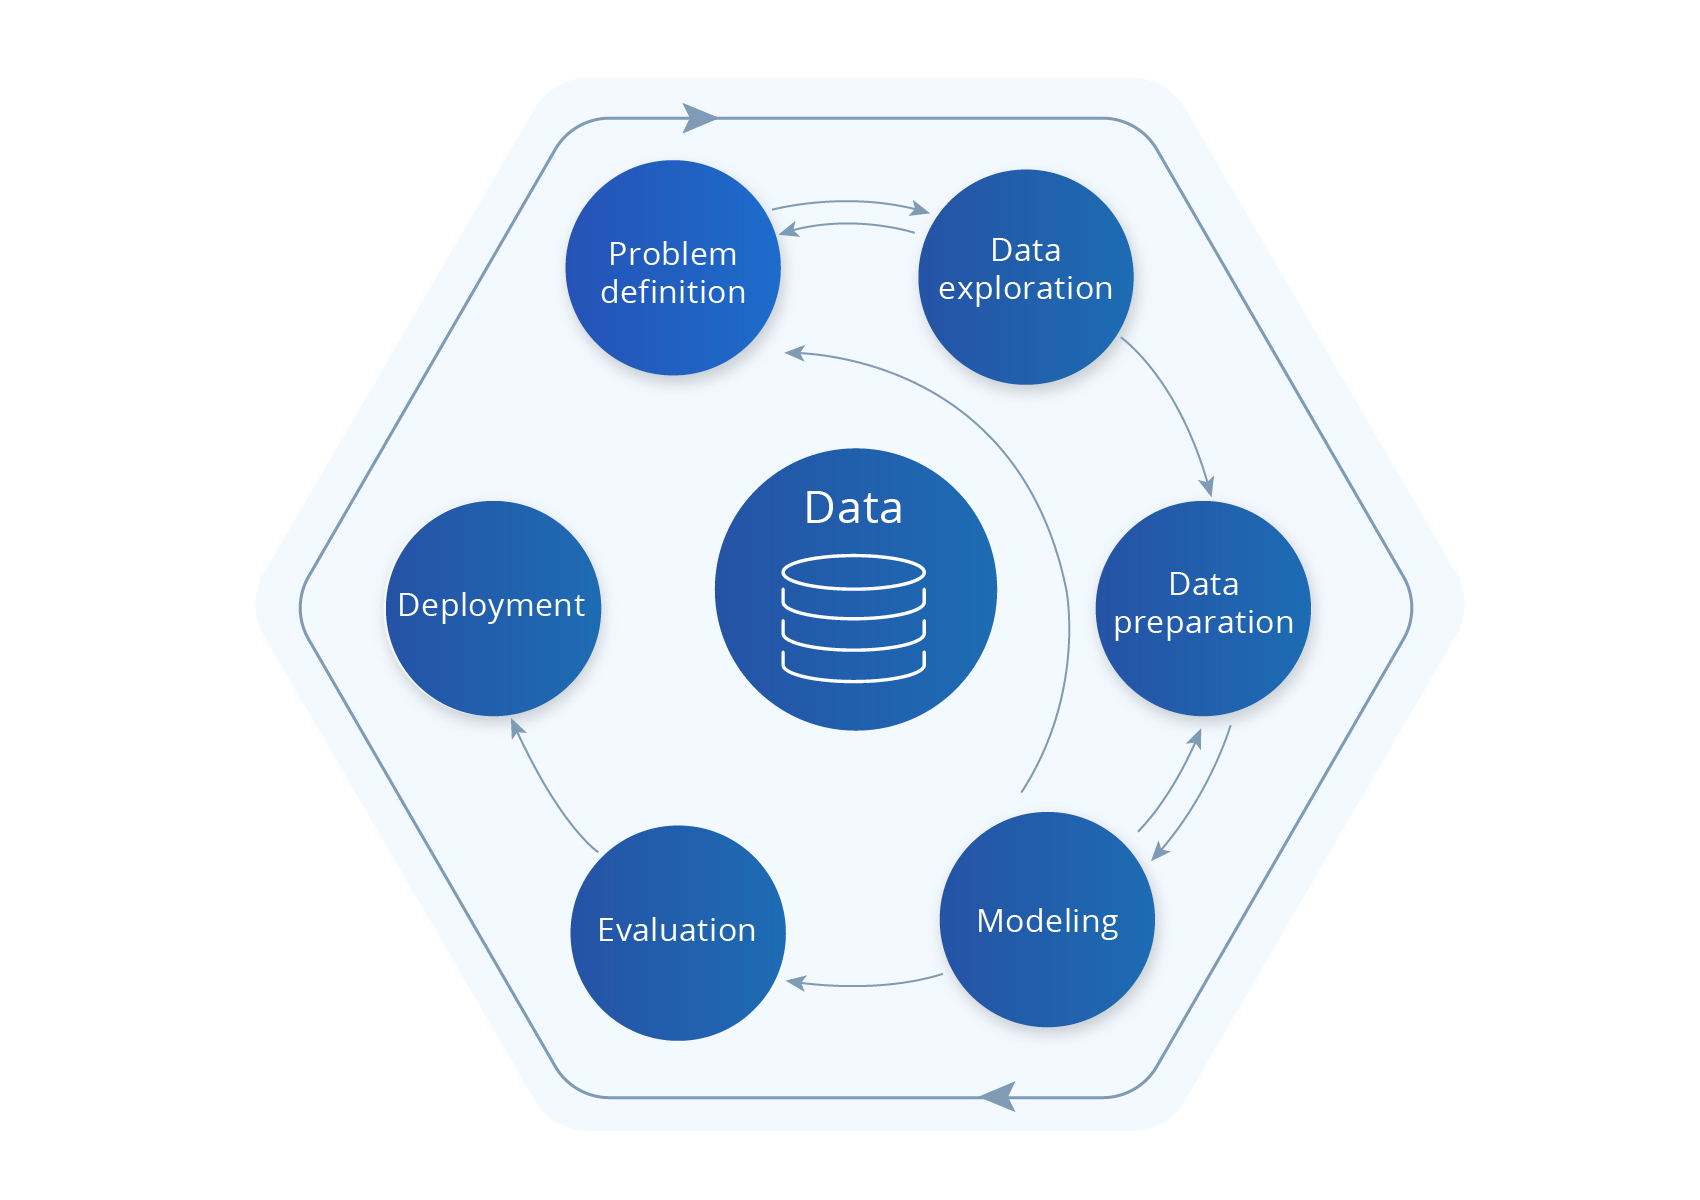 Problem
definition
Data
exploration
Data
Deployment
Data
preparation
Evaluation
Modeling